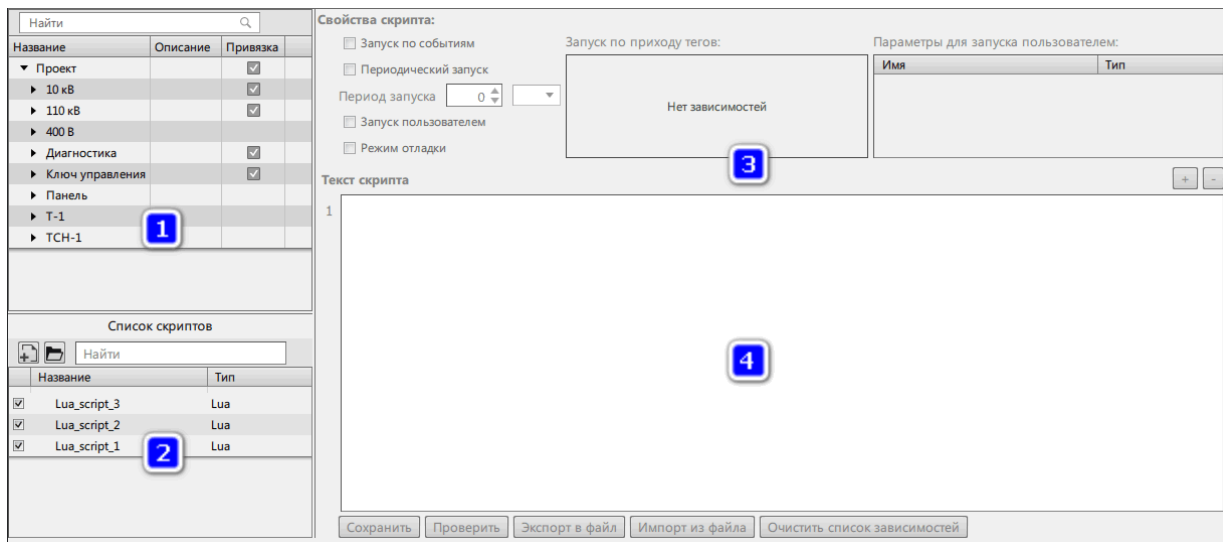 Найти
Название Описание Привязка
Проект
10 кВ
110 кВ
400 В
Диагностика
Ключ управления
Панель
Т-1
ТСН-1
1
Список скриптов
Найти
Название Тип
Lua_script_3 Lua
Lua_script_2 Lua
Lua_script_1 Lua
2
Свойства скрипта:
Запуск по событиям
Периодический запуск
Период запуска 0
Запуск пользователем
Режим отладки
Запуск по приходу тегов:
Нет зависимостей
Параметры для запуска пользователем:
Имя Тип
3
Текст скрипта + -
1
4
Сохранить Проверить Экспорт в файл Импорт из файла Очистить список зависимостей